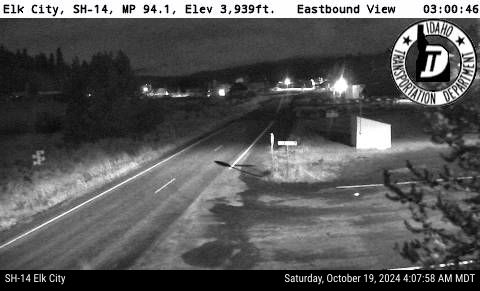 Elk City, SH-14, MP 94.1, Elev 3,939ft. Eastbound View 03:00:46
IDAHO
TRANSPORTATION DEPARTMENT
SH-14 Elk City Saturday, October 19, 2024 4:07:58 AM MDT